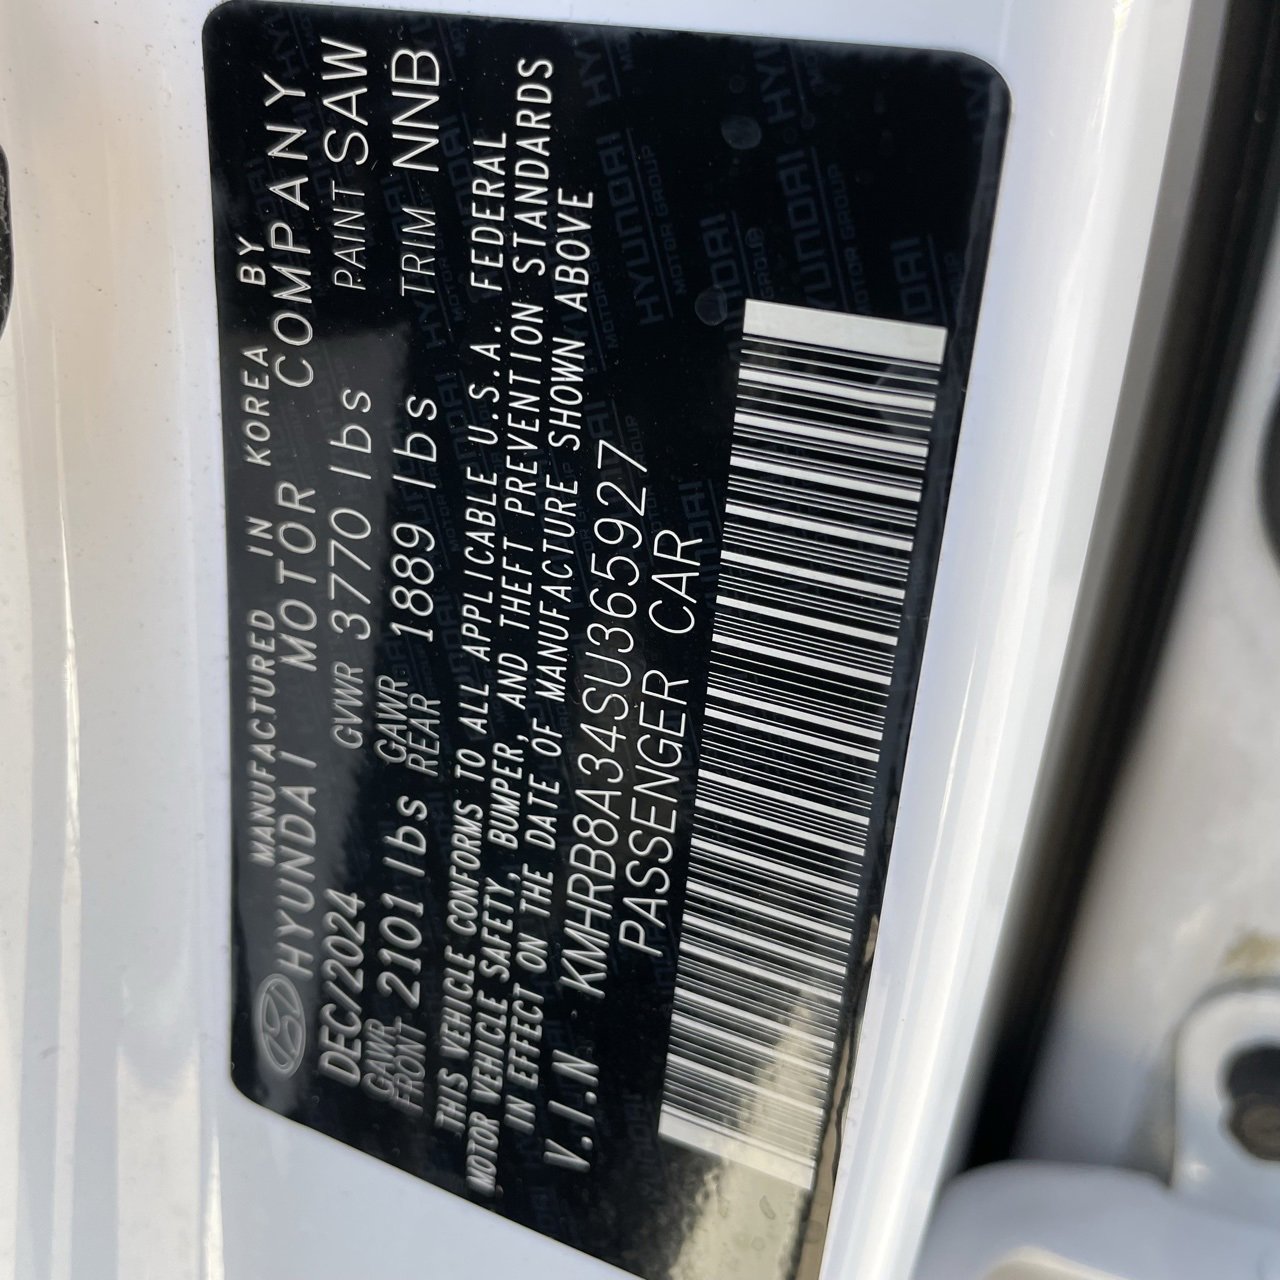 MANUFACTURED IN KOREA BY
HYUNDAI MOTOR COMPANY
DEC/2024 GVWR 3770 lbs PAINT SAW
GAWR FRONT 2101 lbs GAWR REAR 1889 lbs TRIM NNB
THIS VEHICLE CONFORMS TO ALL APPLICABLE U.S.A. FEDERAL
MOTOR VEHICLE SAFETY, BUMPER, AND THEFT PREVENTION STANDARDS
IN EFFECT ON THE DATE OF MANUFACTURE SHOWN ABOVE
V.I.N KMHRB8A34SU365927
PASSENGER CAR